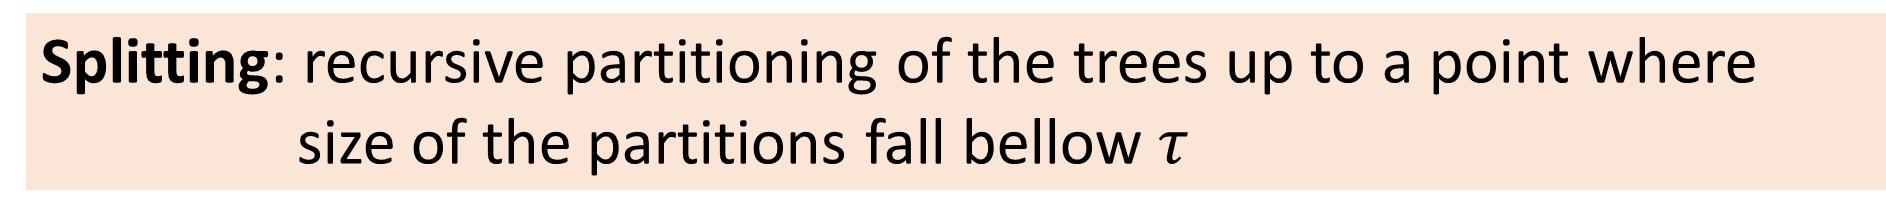 Splitting: recursive partitioning of the trees up to a point where
size of the partitions fall bellow τ